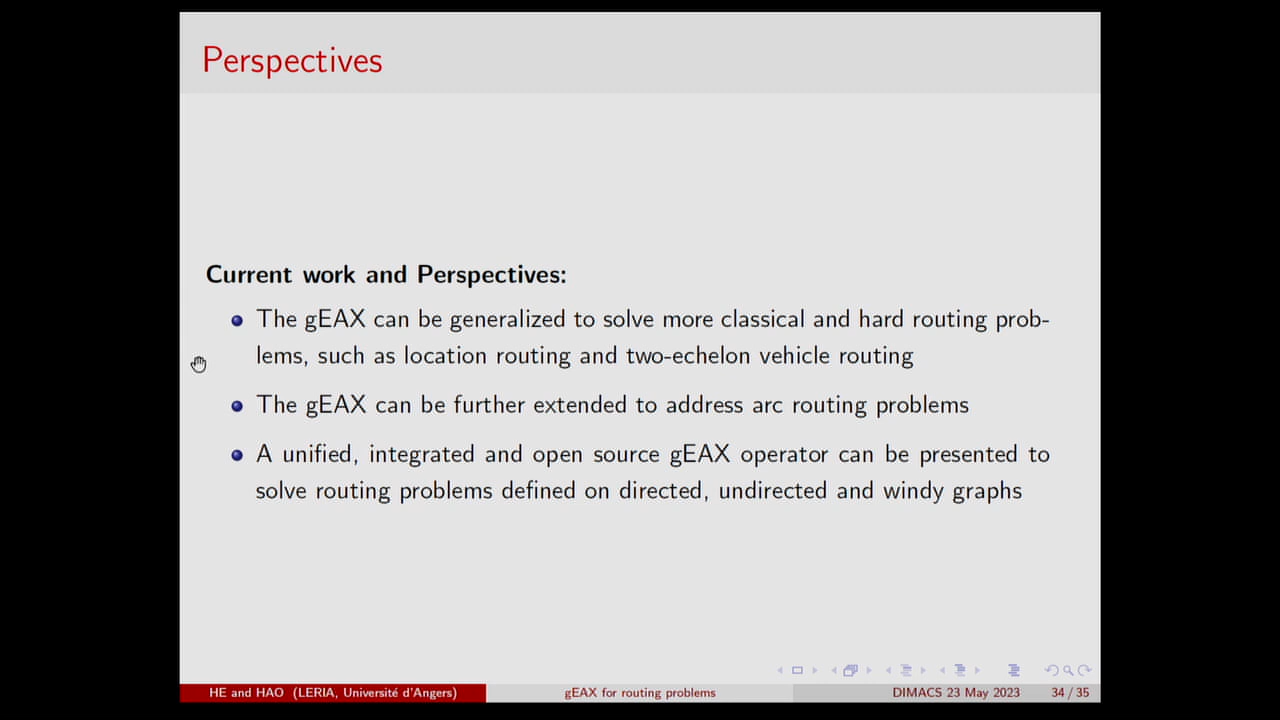 Perspectives
Current work and Perspectives:
The gEAX can be generalized to solve more classical and hard routing prob-
lems, such as location routing and two-echelon vehicle routing
The gEAX can be further extended to address arc routing problems
A unified, integrated and open source gEAX operator can be presented to
solve routing problems defined on directed, undirected and windy graphs
HE and HAO (LERIA, Université d'Angers) gEAX for routing problems DIMACS 23 May 2023 34 / 35